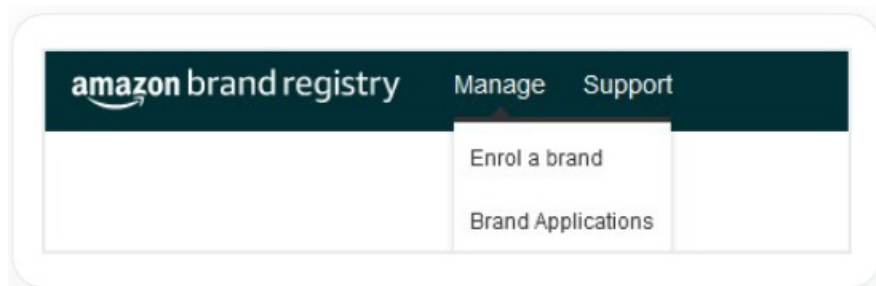 amazon brand registry Manage Support
Enrol a brand
Brand Applications